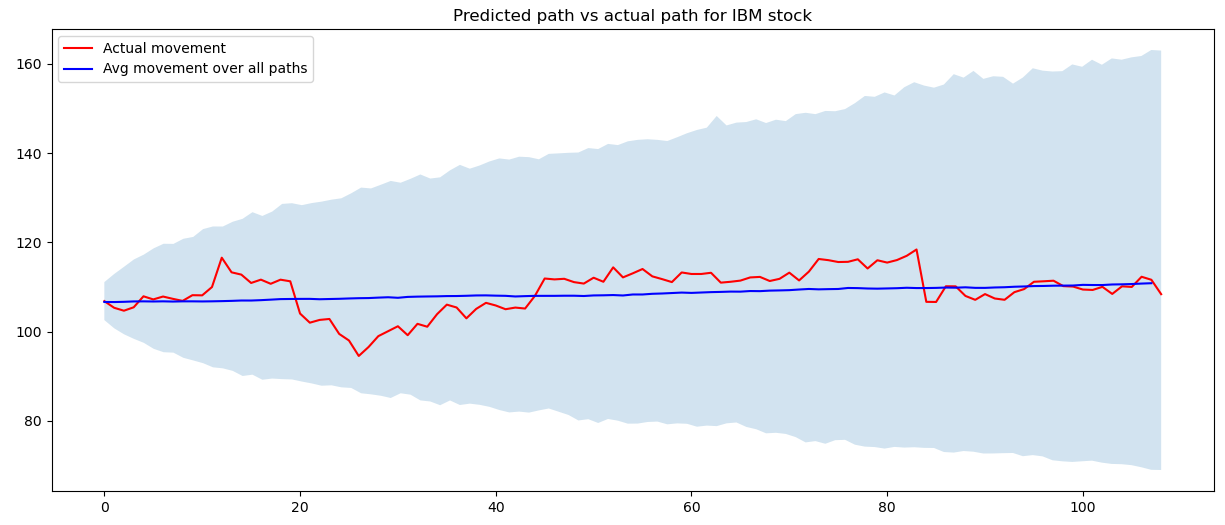 Predicted path vs actual path for IBM stock
Actual movement
Avg movement over all paths
160
140
120
100
80
0 20 40 60 80 100